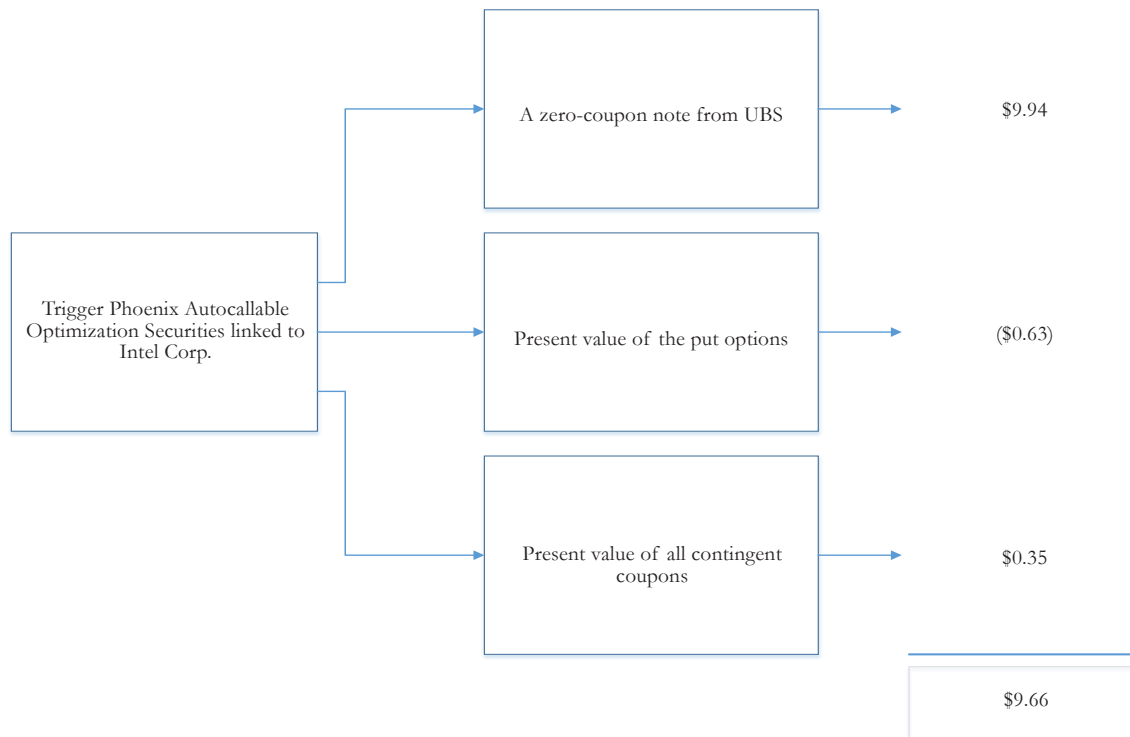 A zero-coupon note from UBS
$9.94
Trigger Phoenix Autocallable
Optimization Securities linked to
Intel Corp.
Present value of the put options
($0.63)
Present value of all contingent
coupons
$0.35
$9.66